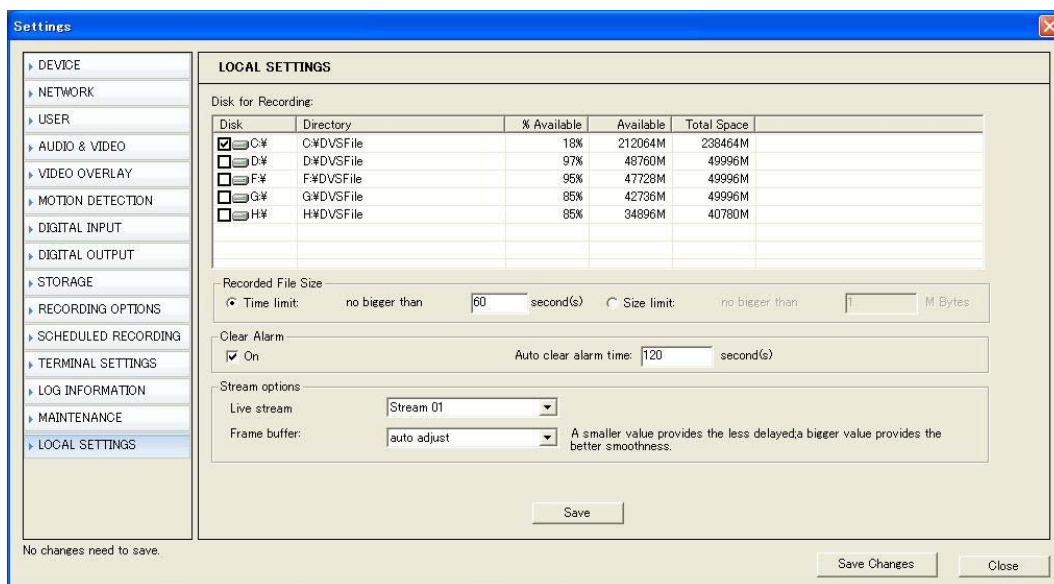 Settings
DEVICE
NETWORK
USER
AUDIO & VIDEO
VIDEO OVERLAY
MOTION DETECTION
DIGITAL INPUT
DIGITAL OUTPUT
STORAGE
RECORDING OPTIONS
SCHEDULED RECORDING
TERMINAL SETTINGS
LOG INFORMATION
MAINTENANCE
LOCAL SETTINGS
No changes need to save.
LOCAL SETTINGS
Disk for Recording:
Disk Directory % Available Available Total Space
C:¥ C:¥DVSFile 18% 212064M 238464M
D:¥ D:¥DVSFile 97% 48760M 49996M
F:¥ F:¥DVSFile 95% 47728M 49996M
G:¥ G:¥DVSFile 85% 42736M 49996M
H:¥ H:¥DVSFile 85% 34896M 40780M
Recorded File Size
Time limit: no bigger than 60 second(s) Size limit: no bigger than 1 M Bytes
Clear Alarm
On Auto clear alarm time: 120 second(s)
Stream options
Live stream Stream 01
Frame buffer: auto adjust A smaller value provides the less delayed;a bigger value provides the
better smoothness.
Save
Save Changes Close